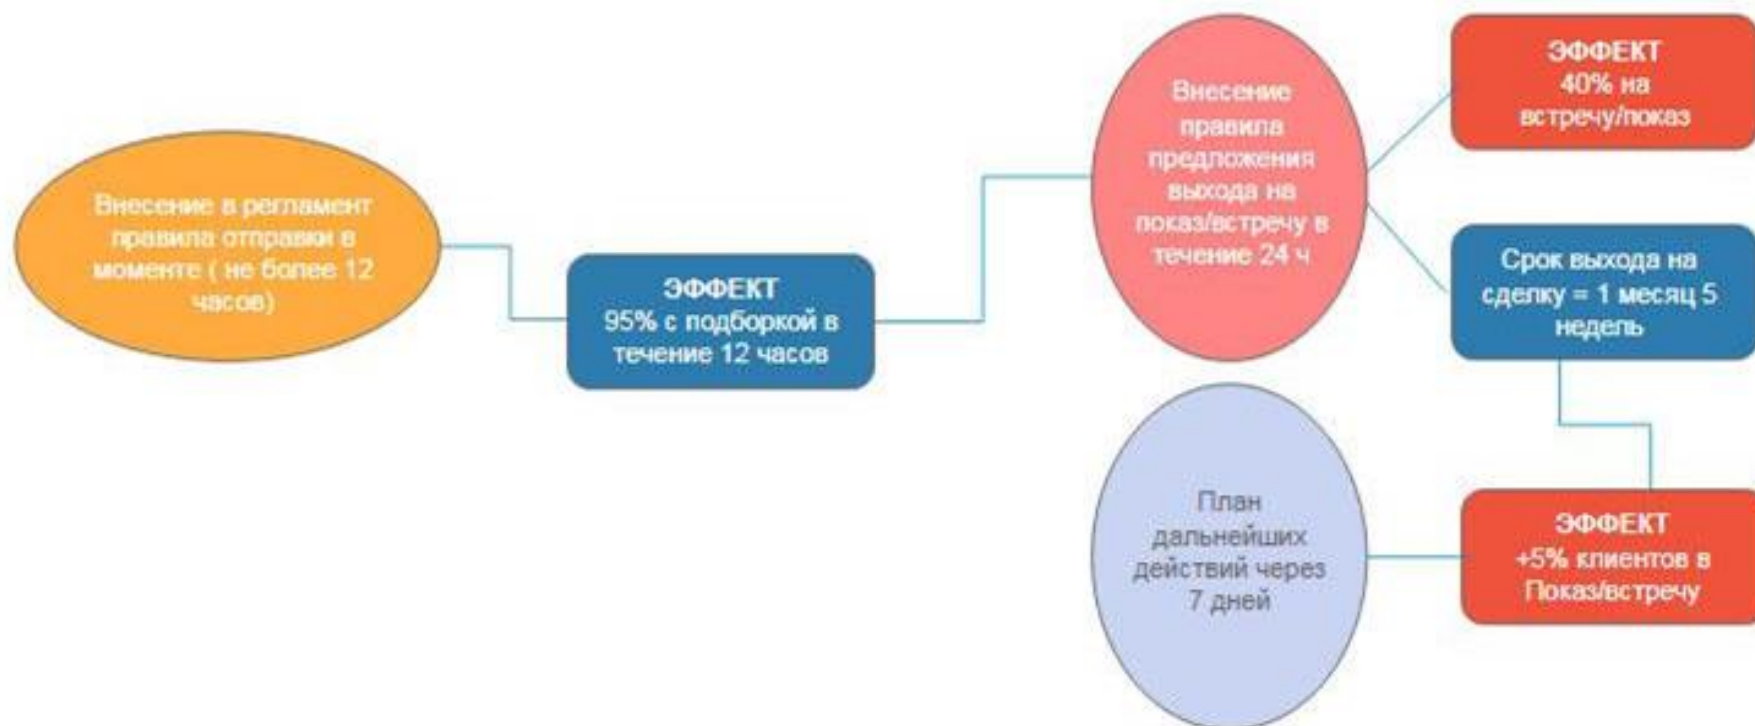 Внесение в регламент
правила отправки в
моменте ( не более 12
часов)
ЭФФЕКТ
95% с подборкой в
течение 12 часов
Внесение
правила
предложения
выхода на
показ/встречу в
течение 24 ч
ЭФФЕКТ
40% на
встречу/показ
Срок выхода на
сделку = 1 месяц 5
недель
План
дальнейших
действий через
7 дней
ЭФФЕКТ
+5% клиентов в
Показ/встречу